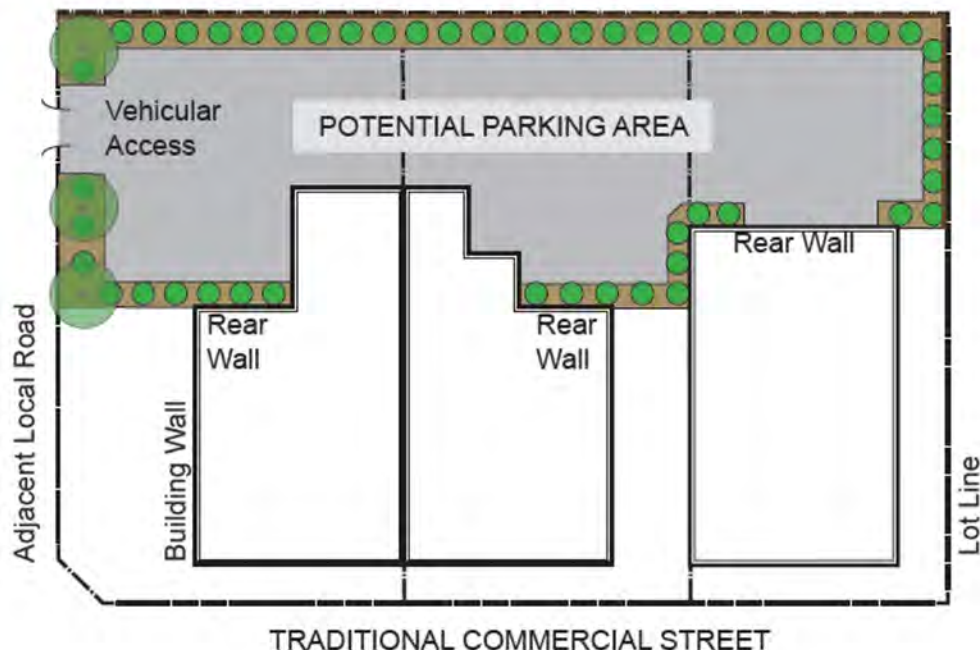 Vehicular
Access
POTENTIAL PARKING AREA
Rear Wall
Rear
Wall
Rear
Wall
Adjacent Local Road
Building Wall
Lot Line
TRADITIONAL COMMERCIAL STREET